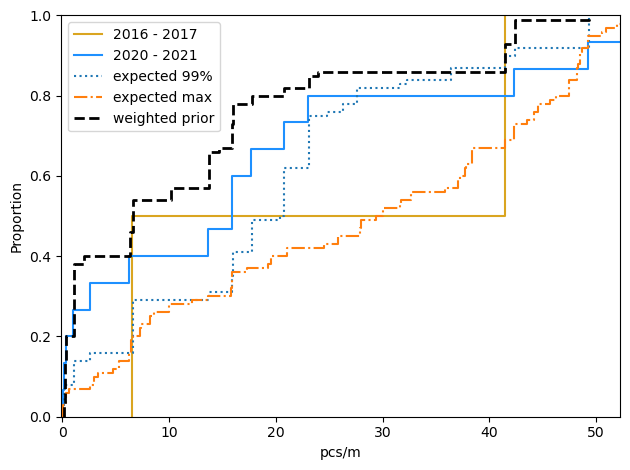 1.0
0.8
0.6
0.4
0.2
0.0
Proportion
2016 - 2017
2020 - 2021
expected 99%
expected max
weighted prior
0 10 20 30 40 50
pcs/m